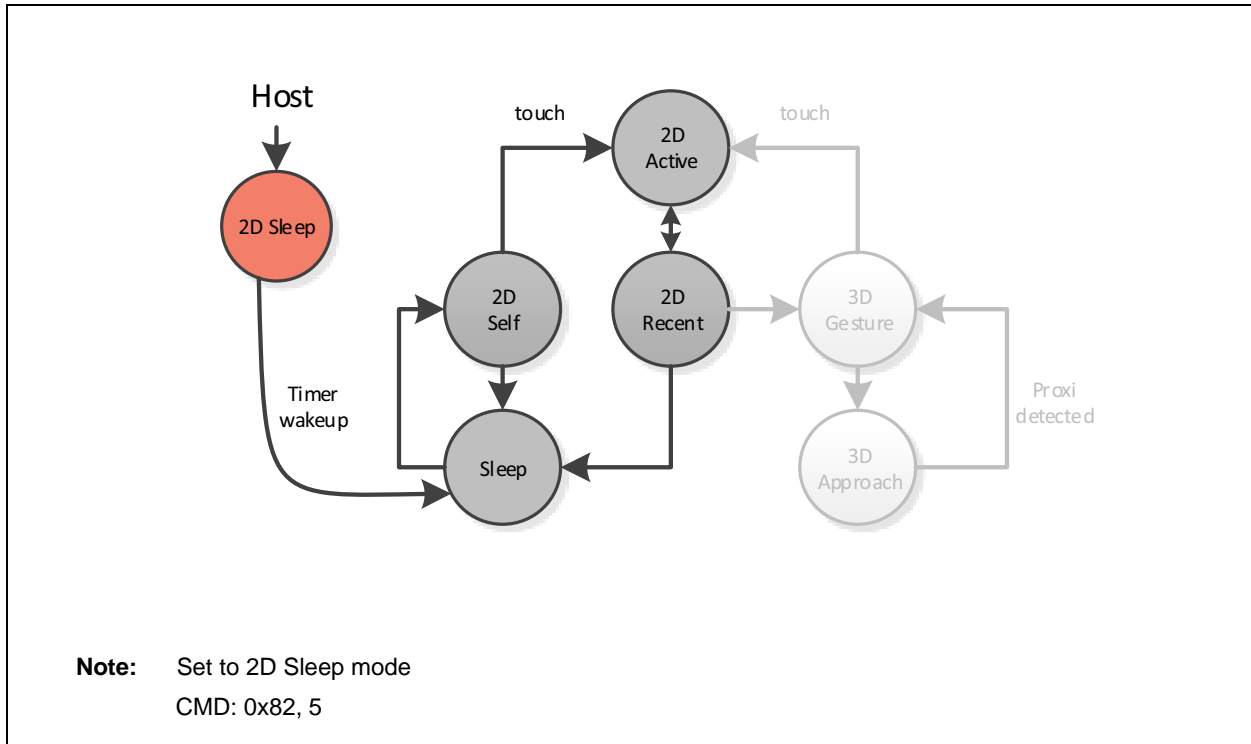 Host
touch
2D
Active
touch
2D Sleep
2D
Self
2D
Recent
3D
Gesture
Timer
wakeup
Proxi
detected
Sleep
3D
Approach
Note: Set to 2D Sleep mode
CMD: 0x82, 5